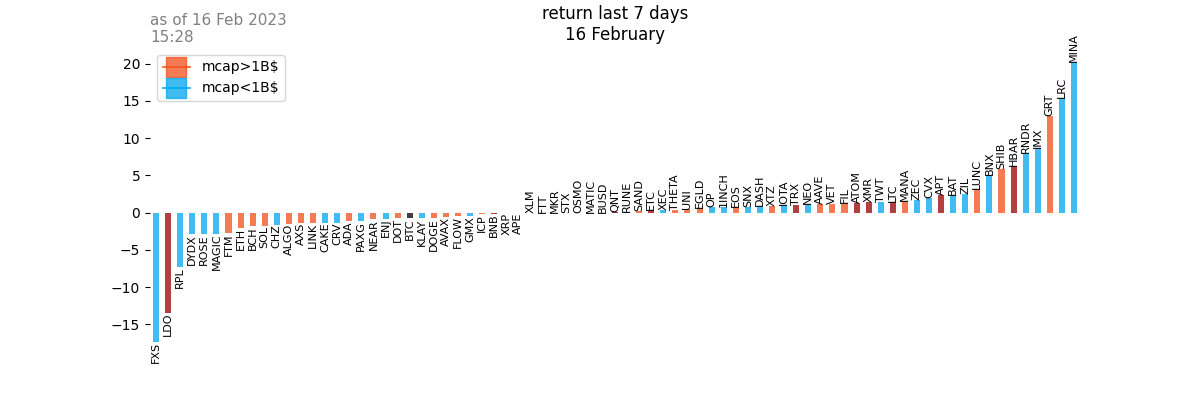 as of 16 Feb 2023
15:28
return last 7 days
16 February
mcap>1B$
mcap<1B$
20
15
10
5
0
−5
−10
−15
FXS
LDO
RPL
DYDX
ROSE
MAGIC
FTM
ETH
BCH
SOL
CHZ
ALGO
AXS
LINK
CAKE
CRV
ADA
PAXG
NEAR
ENJ
DOT
BTC
KLAY
DOGE
AVAX
FLOW
GMX
ICP
BNB
XRP
APE
XLM
FTT
MKR
STX
OSMO
MATIC
BUSD
QNT
RUNE
SAND
ETC
XEC
THETA
UNI
EGLD
OP
1INCH
EOS
SNX
DASH
XTZ
IOTA
TRX
NEO
AAVE
VET
FIL
ATOM
XMR
TWT
LTC
MANA
ZEC
CVX
APT
BAT
ZIL
LUNC
BNX
SHIB
HBAR
RNDR
IMX
GRT
LRC
MINA